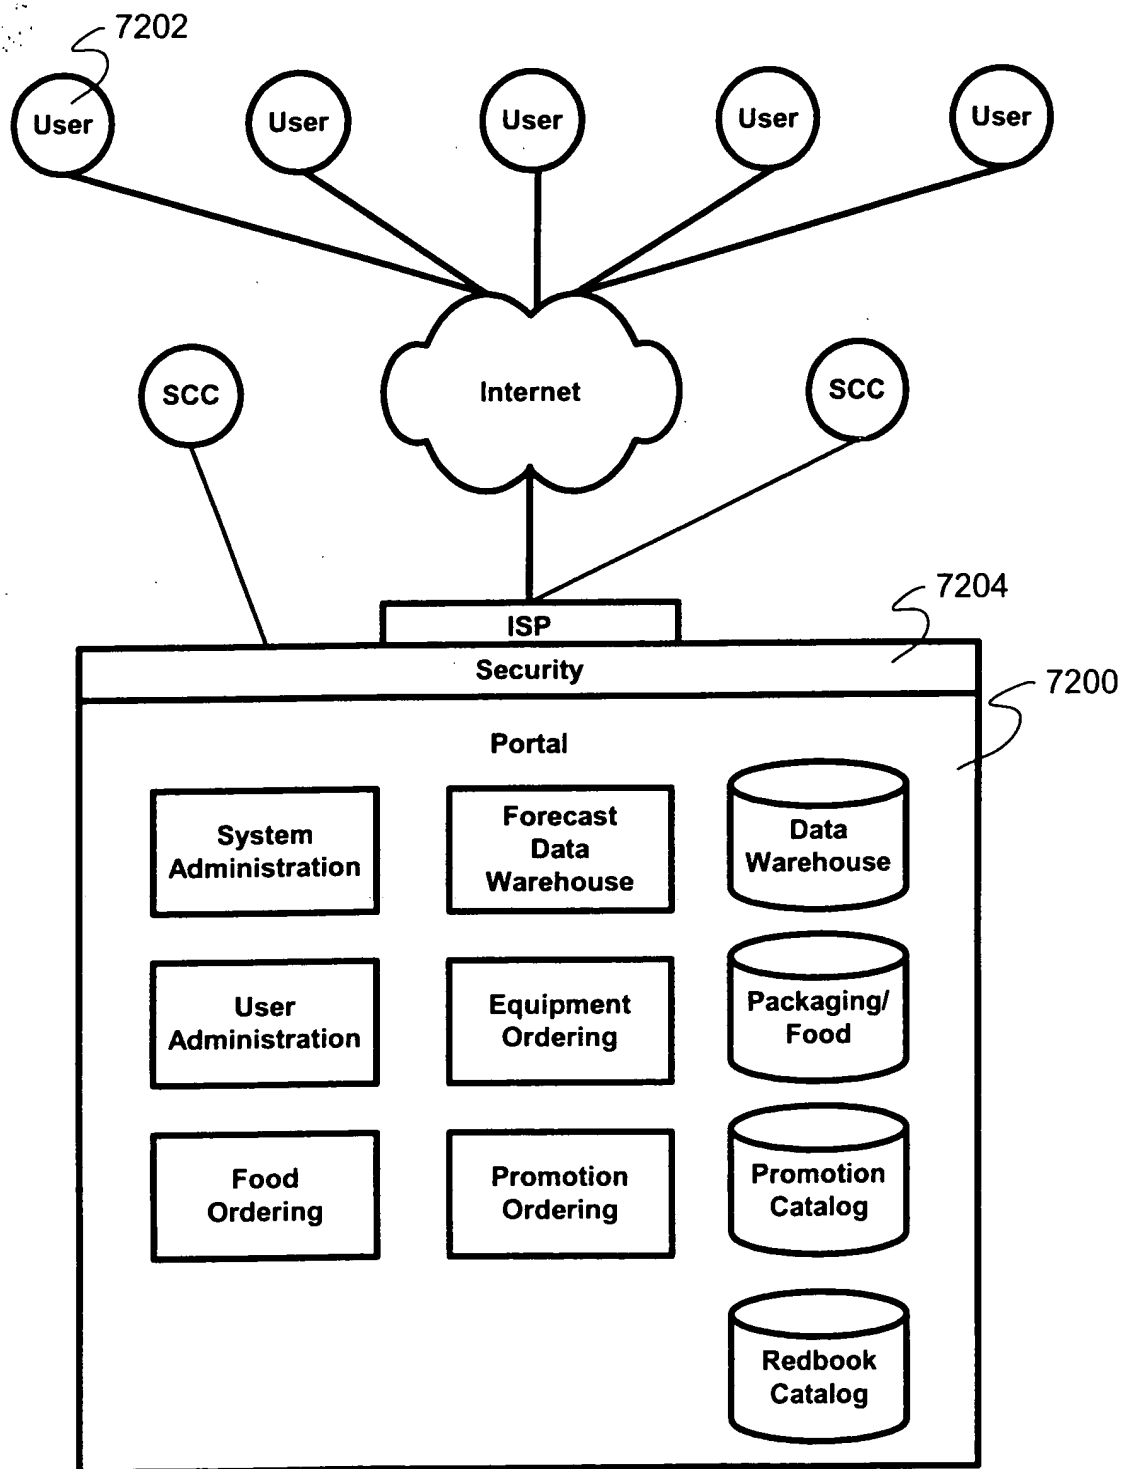 7202
User
User
User
User
User
SCC
Internet
SCC
7204
ISP
Security
7200
Portal
System
Administration
Forecast
Data
Warehouse
Data
Warehouse
User
Administration
Equipment
Ordering
Packaging/
Food
Food
Ordering
Promotion
Ordering
Promotion
Catalog
Redbook
Catalog